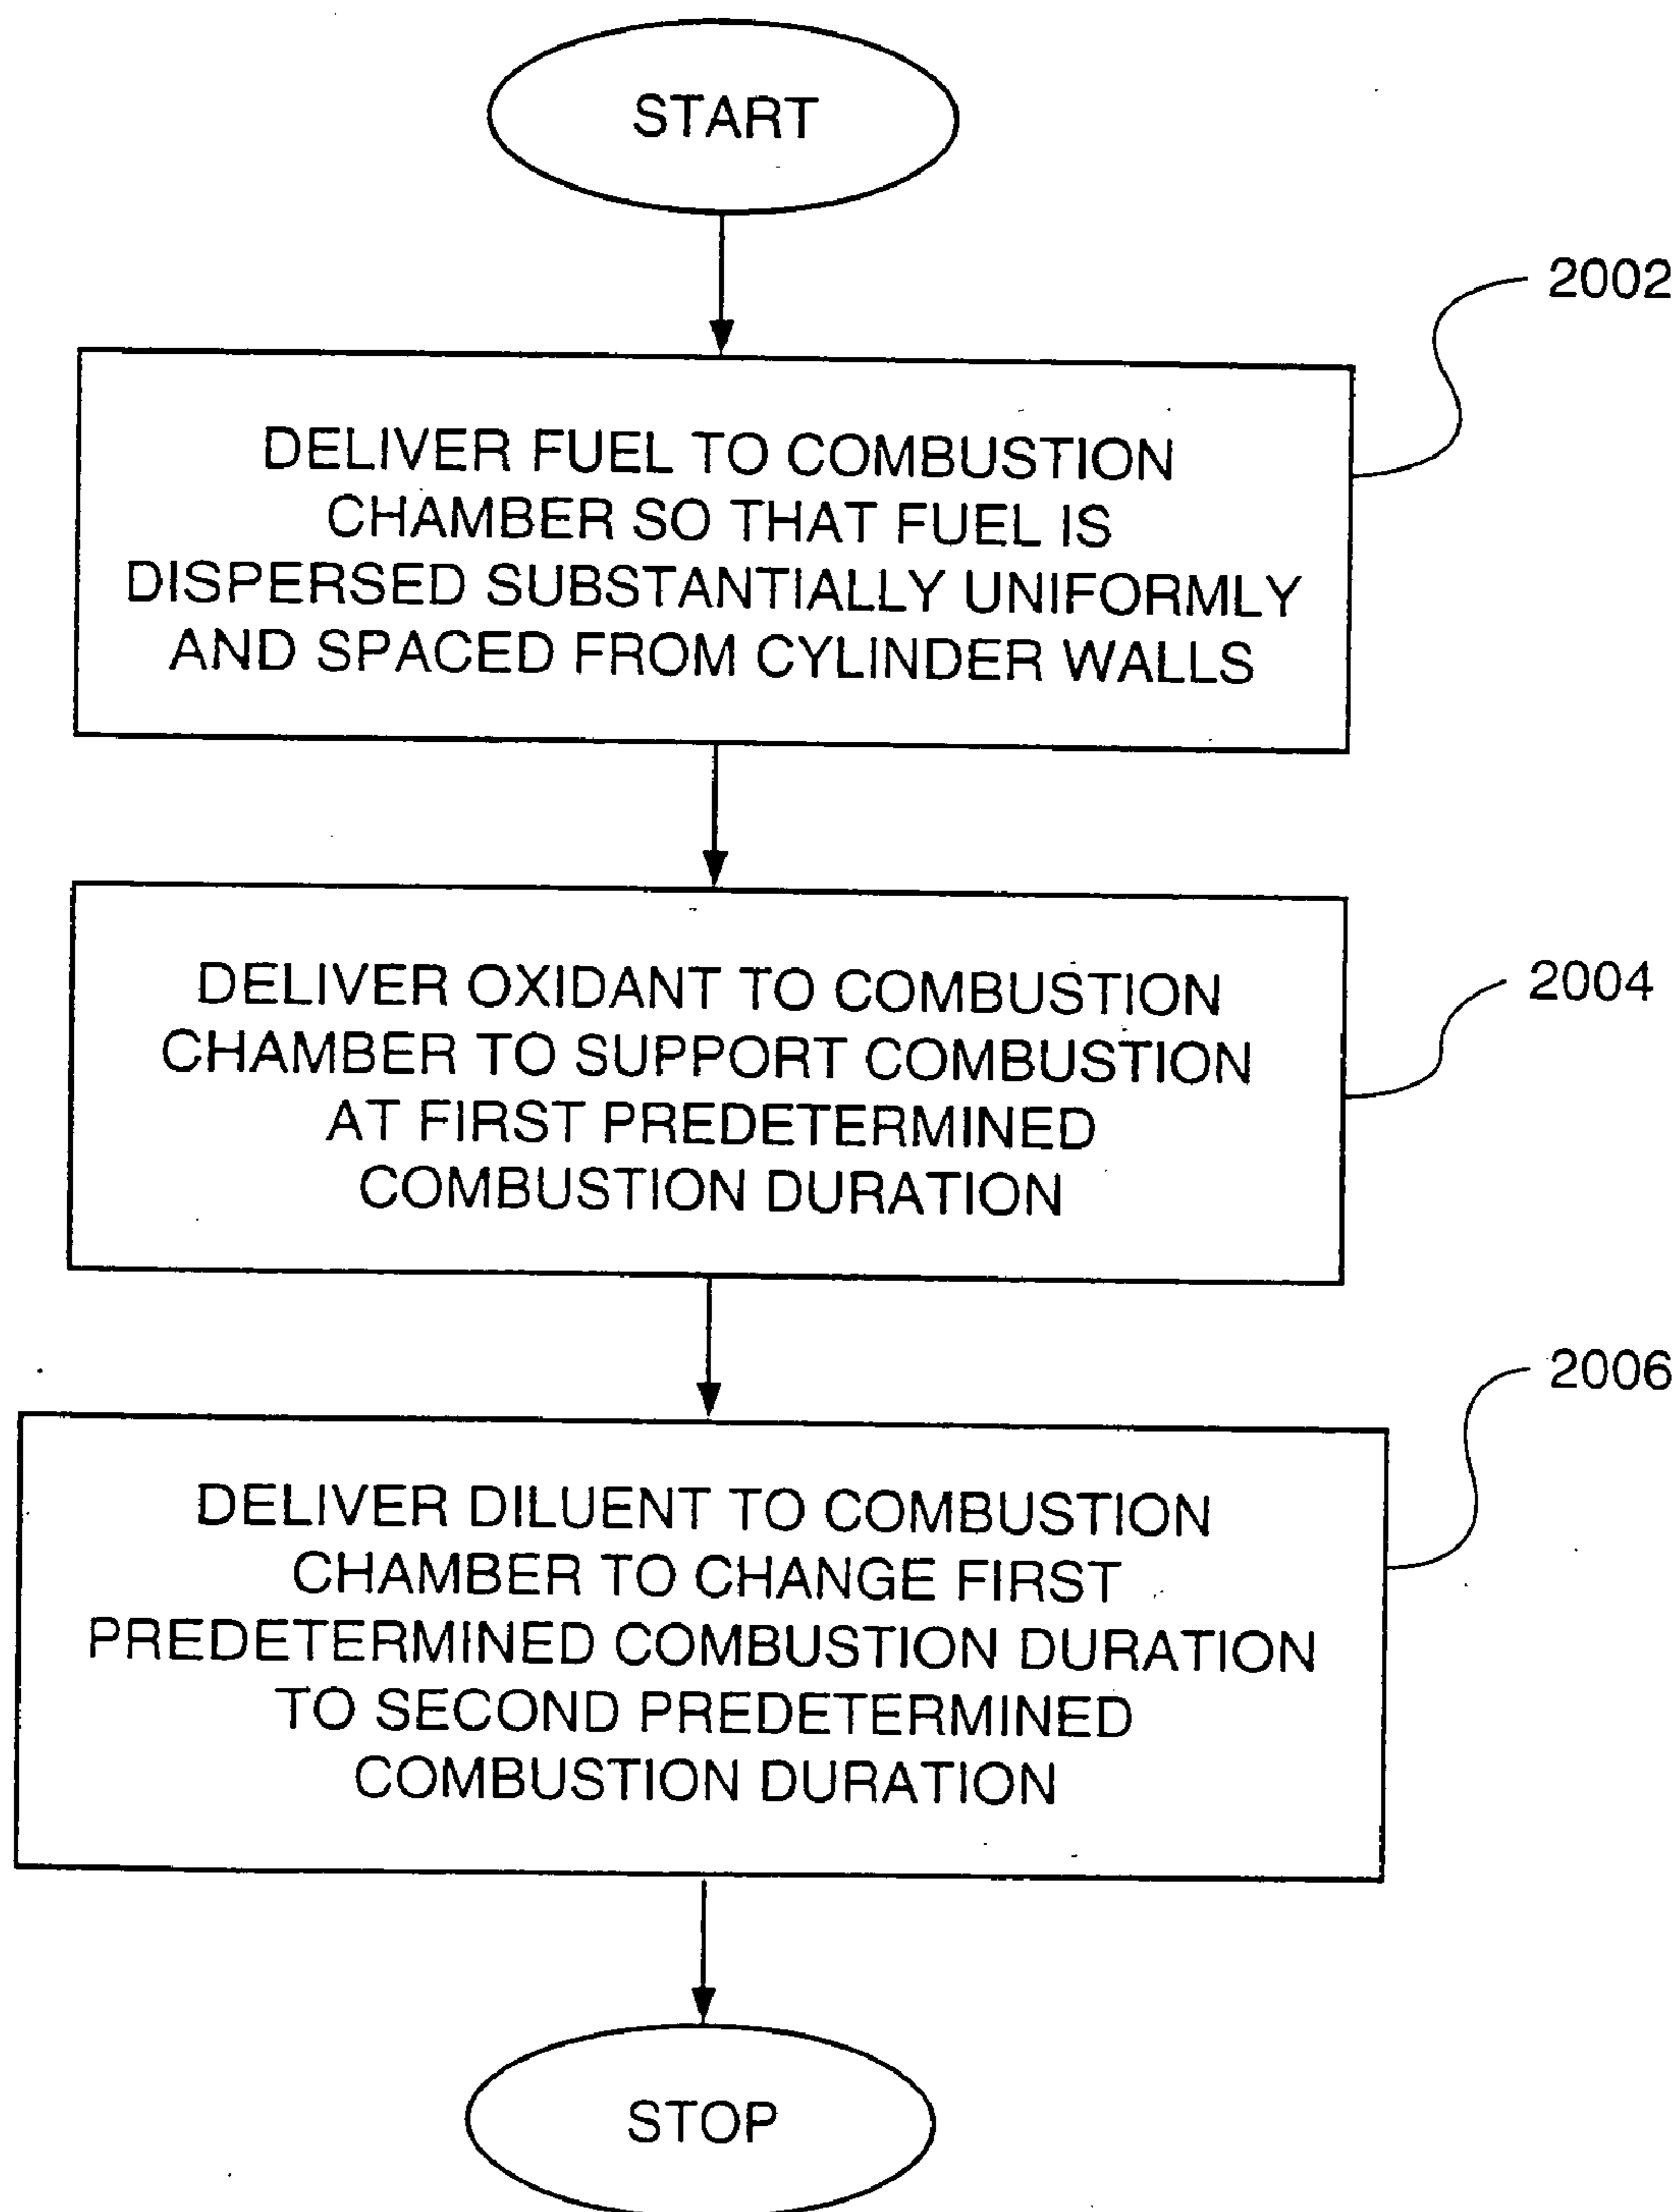 START
2002
DELIVER FUEL TO COMBUSTION
CHAMBER SO THAT FUEL IS
DISPERSED SUBSTANTIALLY UNIFORMLY
AND SPACED FROM CYLINDER WALLS
2004
DELIVER OXIDANT TO COMBUSTION
CHAMBER TO SUPPORT COMBUSTION
AT FIRST PREDETERMINED
COMBUSTION DURATION
2006
DELIVER DILUENT TO COMBUSTION
CHAMBER TO CHANGE FIRST
PREDETERMINED COMBUSTION DURATION
TO SECOND PREDETERMINED
COMBUSTION DURATION
STOP